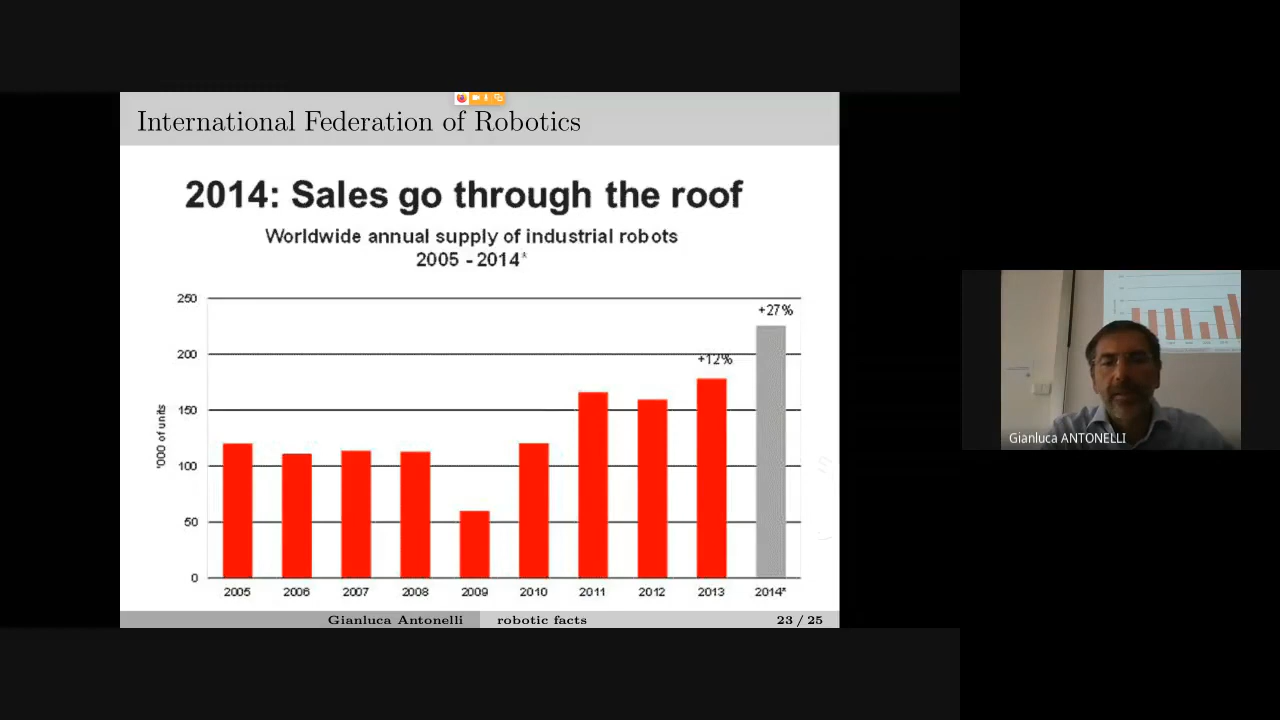 International Federation of Robotics
2014: Sales go through the roof
Worldwide annual supply of industrial robots
2005 - 2014*
250
200
150
100
50
0
'000 of units
+12%
+27%
2005 2006 2007 2008 2009 2010 2011 2012 2013 2014*
Gianluca Antonelli robotic facts 23 / 25
Gianluca ANTONELLI